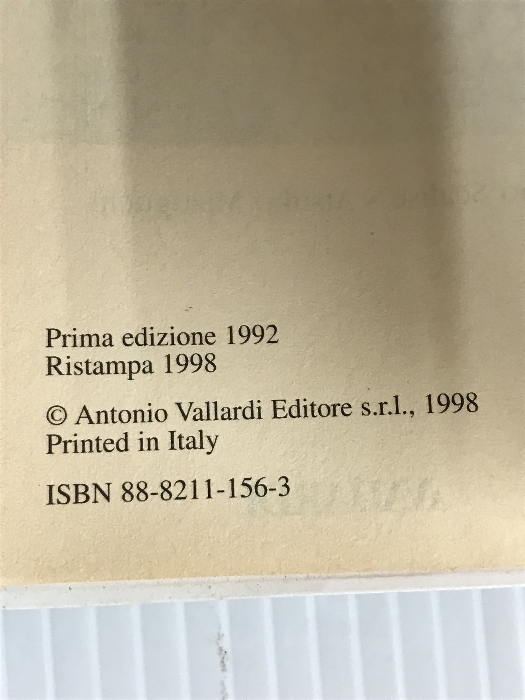 Prima edizione 1992
Ristampa 1998
© Antonio Vallardi Editore s.r.l., 1998
Printed in Italy
ISBN 88-8211-156-3